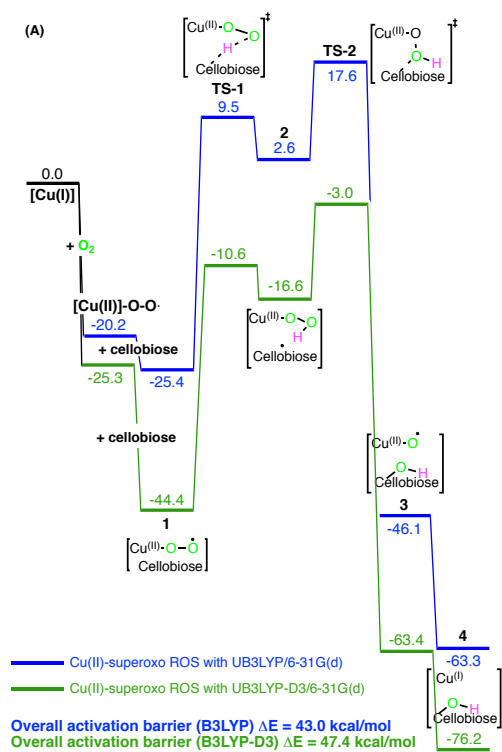 (A)
Cu(II)-O
O
H
Cellobiose
‡
Cu(II)-O
O
H
Cellobiose
‡
TS-1
9.5
TS-2
17.6
2
2.6
0.0
[Cu(I)]
+ O2
-3.0
-10.6
-16.6
Cu(II)-O
O
H
• Cellobiose
[Cu(II)]-O-O·
-20.2
+ cellobiose
-25.3
-25.4
+ cellobiose
-44.4
1
Cu(II)-O-O•
Cellobiose
Cu(II)-O•
O H
Cellobiose
3
-46.1
-63.4
4
-63.3
Cu(I)
O H
Cellobiose
-76.2
Cu(II)-superoxo ROS with UB3LYP/6-31G(d)
Cu(II)-superoxo ROS with UB3LYP-D3/6-31G(d)
Overall activation barrier (B3LYP) ΔE = 43.0 kcal/mol
Overall activation barrier (B3LYP-D3) ΔE = 47.4 kcal/mol